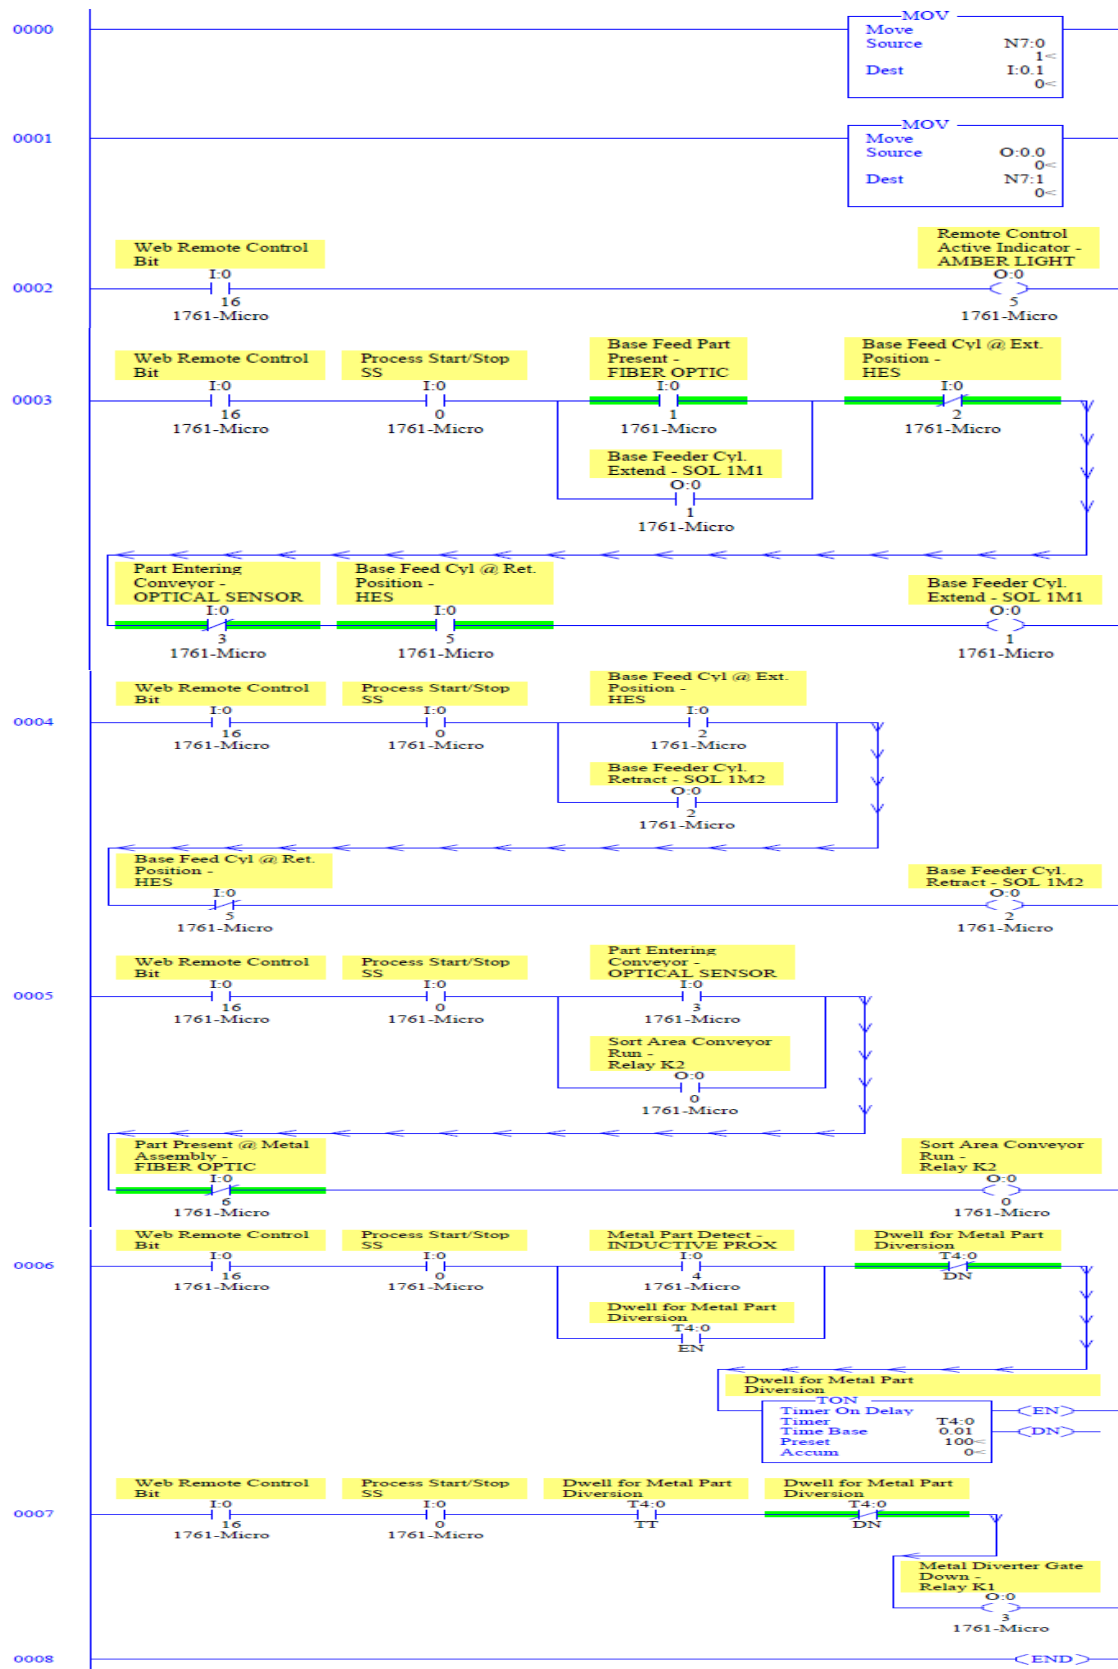 0000
MOV
Move
Source N7:0
1<
Dest I:0.1
0<
0001
MOV
Move
Source O:0.0
0<
Dest N7:1
0<
Web Remote Control
Bit
I:0
16
1761-Micro
Remote Control
Active Indicator -
AMBER LIGHT
O:0
5
1761-Micro
0002
Web Remote Control
Bit
I:0
16
1761-Micro
Process Start/Stop
SS
I:0
0
1761-Micro
Base Feed Part
Present -
FIBER OPTIC
I:0
1
1761-Micro
Base Feed Cyl @ Ext.
Position -
HES
I:0
2
1761-Micro
0003
Base Feeder Cyl.
Extend - SOL 1M1
O:0
1
1761-Micro
Part Entering
Conveyor -
OPTICAL SENSOR
I:0
3
1761-Micro
Base Feed Cyl @ Ret.
Position -
HES
I:0
5
1761-Micro
Base Feeder Cyl.
Extend - SOL 1M1
O:0
1
1761-Micro
0004
Web Remote Control
Bit
I:0
16
1761-Micro
Process Start/Stop
SS
I:0
0
1761-Micro
Base Feed Cyl @ Ext.
Position -
HES
I:0
2
1761-Micro
Base Feeder Cyl.
Retract - SOL 1M2
O:0
2
1761-Micro
Base Feed Cyl @ Ret.
Position -
HES
I:0
5
1761-Micro
Base Feeder Cyl.
Retract - SOL 1M2
O:0
2
1761-Micro
0005
Web Remote Control
Bit
I:0
16
1761-Micro
Process Start/Stop
SS
I:0
0
1761-Micro
Part Entering
Conveyor -
OPTICAL SENSOR
I:0
3
1761-Micro
Sort Area Conveyor
Run -
Relay K2
O:0
0
1761-Micro
Part Present @ Metal
Assembly -
FIBER OPTIC
I:0
6
1761-Micro
Sort Area Conveyor
Run -
Relay K2
O:0
0
1761-Micro
0006
Web Remote Control
Bit
I:0
16
1761-Micro
Process Start/Stop
SS
I:0
0
1761-Micro
Metal Part Detect -
INDUCTIVE PROX
I:0
4
1761-Micro
Dwell for Metal Part
Diversion
T4:0
DN
Dwell for Metal Part
Diversion
T4:0
EN
Dwell for Metal Part
Diversion
TON
Timer On Delay
Timer T4:0
Time Base 0.01
Preset 100<
Accum 0<
EN
DN
0007
Web Remote Control
Bit
I:0
16
1761-Micro
Process Start/Stop
SS
I:0
0
1761-Micro
Dwell for Metal Part
Diversion
T4:0
TT
Dwell for Metal Part
Diversion
T4:0
DN
Metal Diverter Gate
Down -
Relay K1
O:0
3
1761-Micro
0008
END